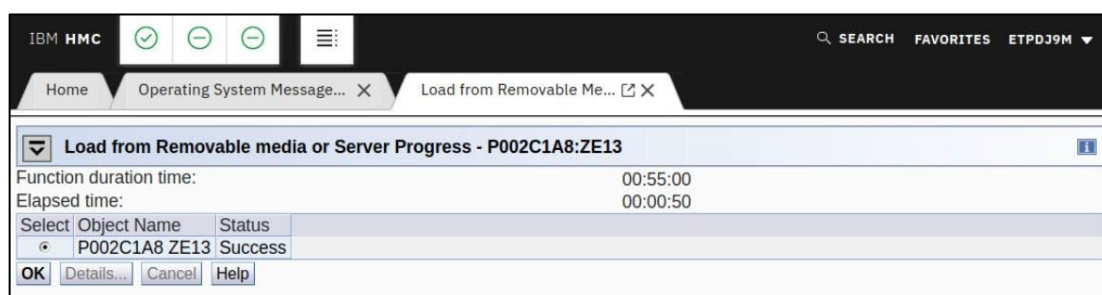 IBM HMC SEARCH FAVORITES ETPDJ9M
Home Operating System Message... Load from Removable Me...
Load from Removable media or Server Progress - P002C1A8:ZE13
Function duration time: 00:55:00
Elapsed time: 00:00:50
Select Object Name Status
P002C1A8 ZE13 Success
OK Details... Cancel Help